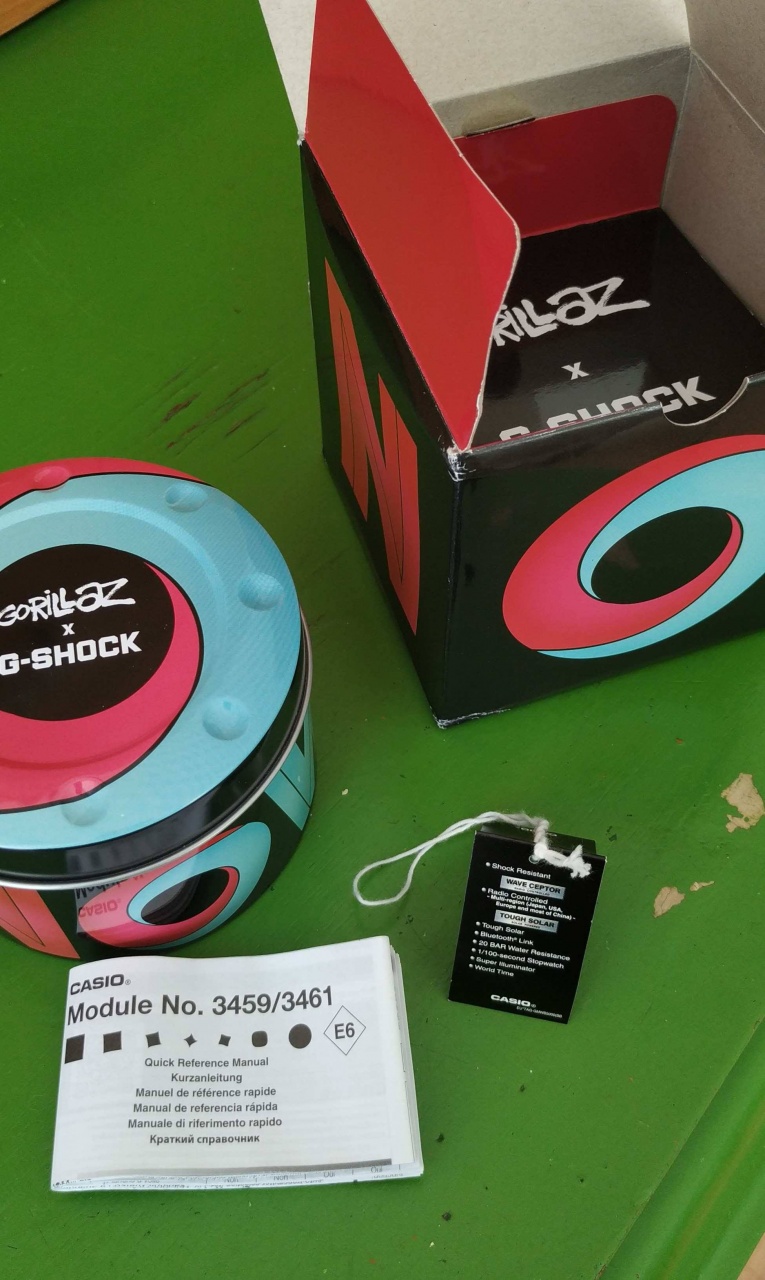 RILLAZ
X
G-SHOCK
N
O
GORILLAZ
X
G-SHOCK
CASIO
CASIO®
Module No. 3459/3461
E6
Quick Reference Manual
Kurzanleitung
Manuel de référence rapide
Manual de referencia rápida
Manuale di riferimento rapido
Краткий справочник
• Shock Resistant
WAVE CEPTOR
• Radio Controlled
- Multi-region (Japan, USA,
Europe and most of China) -
TOUGH SOLAR
• Tough Solar
• Bluetooth® Link
• 20 BAR Water Resistance
• 1/100-second Stopwatch
• Super Illuminator
• World Time
CASIO®